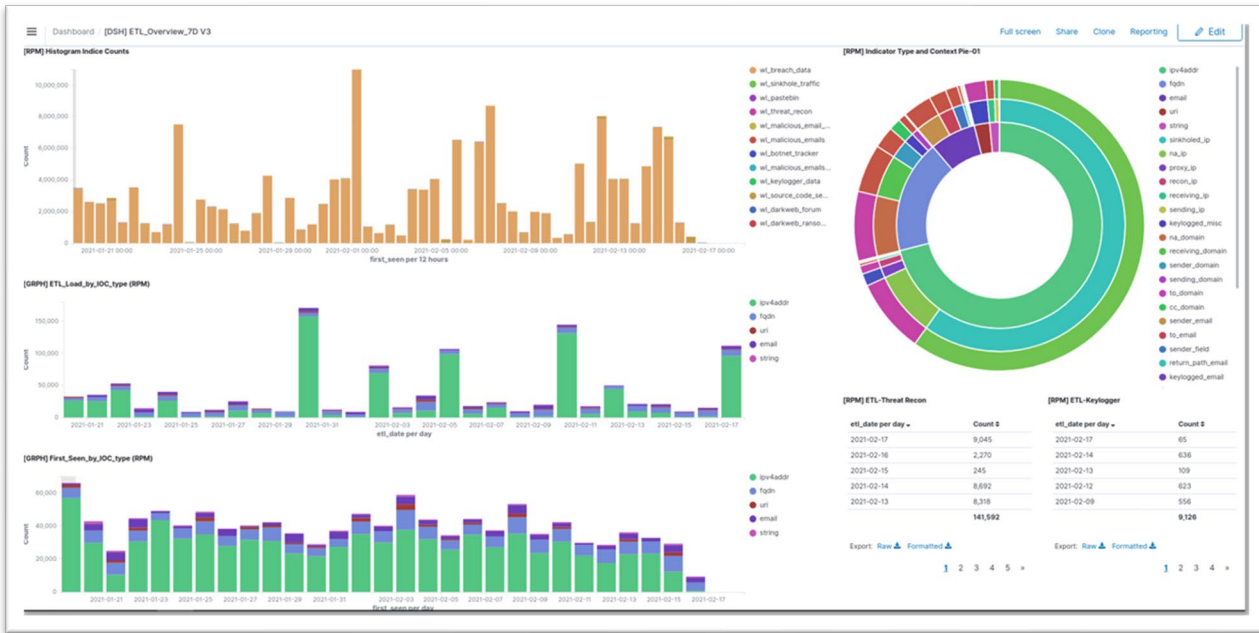 Dashboard / [DSH] ETL_Overview_7D V3
Full screen Share Clone Reporting Edit
[RPM] Histogram Indice Counts
10,000,000
8,000,000
6,000,000
4,000,000
2,000,000
0
Count
2021-01-21 00:00 2021-01-25 00:00 2021-01-29 00:00 2021-02-01 00:00 2021-02-05 00:00 2021-02-09 00:00 2021-02-13 00:00 2021-02-17 00:00
first_seen per 12 hours
wl_breach_data
wl_sinkhole_traffic
wl_pastebin
wl_threat_recon
wl_malicious_email_...
wl_malicious_emails
wl_botnet_tracker
wl_malicious_emails...
wl_keylogger_data
wl_source_code_se...
wl_darkweb_forum
wl_darkweb_ranso...
[GRPH] ETL_Load_by_IOC_type (RPM)
150,000
100,000
50,000
0
Count
2021-01-21 2021-01-23 2021-01-25 2021-01-27 2021-01-29 2021-01-31 2021-02-03 2021-02-05 2021-02-07 2021-02-09 2021-02-11 2021-02-13 2021-02-15 2021-02-17
etl_date per day
ipv4addr
fqdn
uri
email
string
[GRPH] First_Seen_by_IOC_type (RPM)
60,000
40,000
20,000
0
Count
2021-01-21 2021-01-23 2021-01-25 2021-01-27 2021-01-29 2021-01-31 2021-02-03 2021-02-05 2021-02-07 2021-02-09 2021-02-11 2021-02-13 2021-02-15 2021-02-17
first_seen per day
ipv4addr
fqdn
uri
email
string
[RPM] Indicator Type and Context Pie-01
ipv4addr
fqdn
email
uri
string
sinkholed_ip
na_ip
proxy_ip
recon_ip
receiving_ip
sending_ip
keylogged_misc
na_domain
receiving_domain
sender_domain
sending_domain
to_domain
cc_domain
sender_email
to_email
sender_field
return_path_email
keylogged_email
[RPM] ETL-Threat Recon
etl_date per day Count
2021-02-17 9,045
2021-02-16 2,270
2021-02-15 245
2021-02-14 8,692
2021-02-13 8,318
141,592
Export: Raw Formatted
1 2 3 4 5 »
[RPM] ETL-Keylogger
etl_date per day Count
2021-02-17 65
2021-02-14 636
2021-02-13 109
2021-02-12 623
2021-02-09 556
9,126
Export: Raw Formatted
1 2 3 4 »